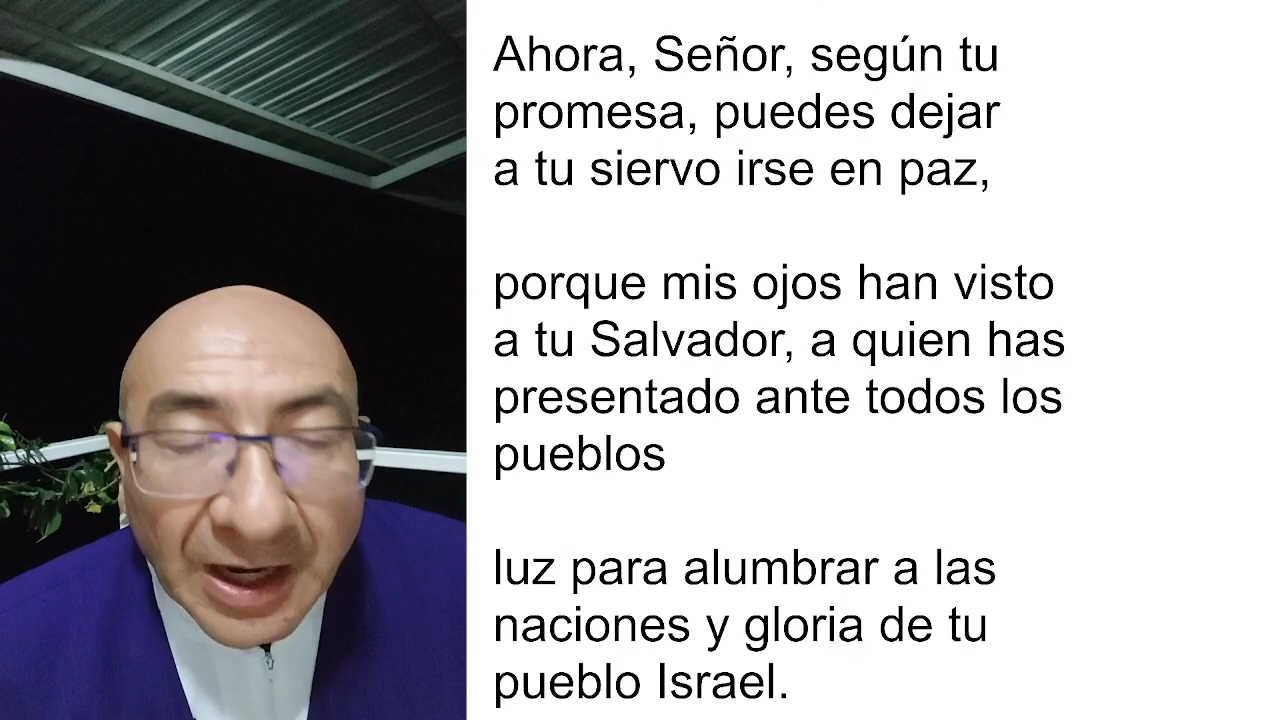 Ahora, Señor, según tu
promesa, puedes dejar
a tu siervo irse en paz,
porque mis ojos han visto
a tu Salvador, a quien has
presentado ante todos los
pueblos
luz para alumbrar a las
naciones y gloria de tu
pueblo Israel.